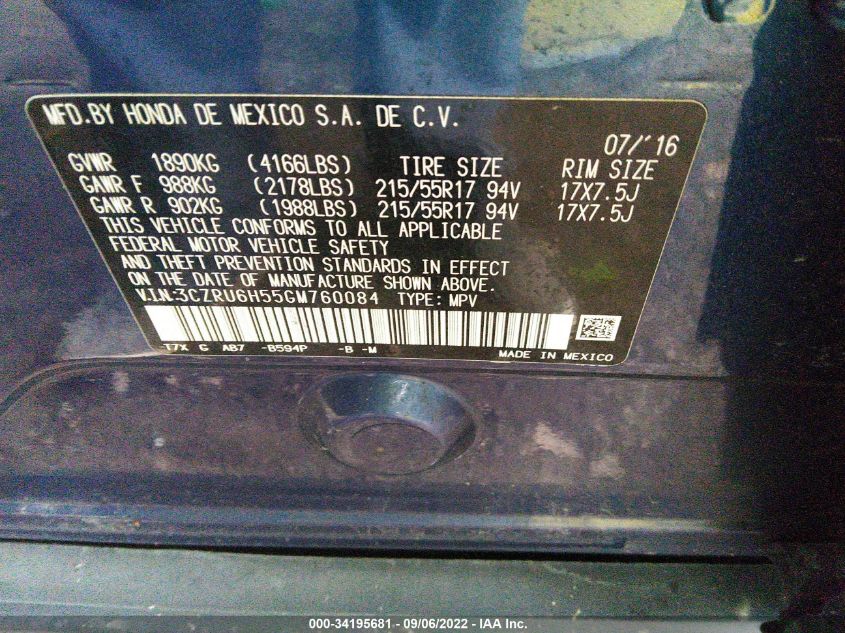 MFD.BY HONDA DE MEXICO S.A. DE C.V.
07/'16
GVWR 1890KG (4166LBS) TIRE SIZE RIM SIZE
GAWR F 988KG (2178LBS) 215/55R17 94V 17X7.5J
GAWR R 902KG (1988LBS) 215/55R17 94V 17X7.5J
THIS VEHICLE CONFORMS TO ALL APPLICABLE
FEDERAL MOTOR VEHICLE SAFETY
AND THEFT PREVENTION STANDARDS IN EFFECT
ON THE DATE OF MANUFACTURE SHOWN ABOVE.
V.I.N:3CZRU6H55GM760084 TYPE: MPV
T7X G AB7 -B594P -B -M MADE IN MEXICO
000-34195681 - 09/06/2022 - IAA Inc.